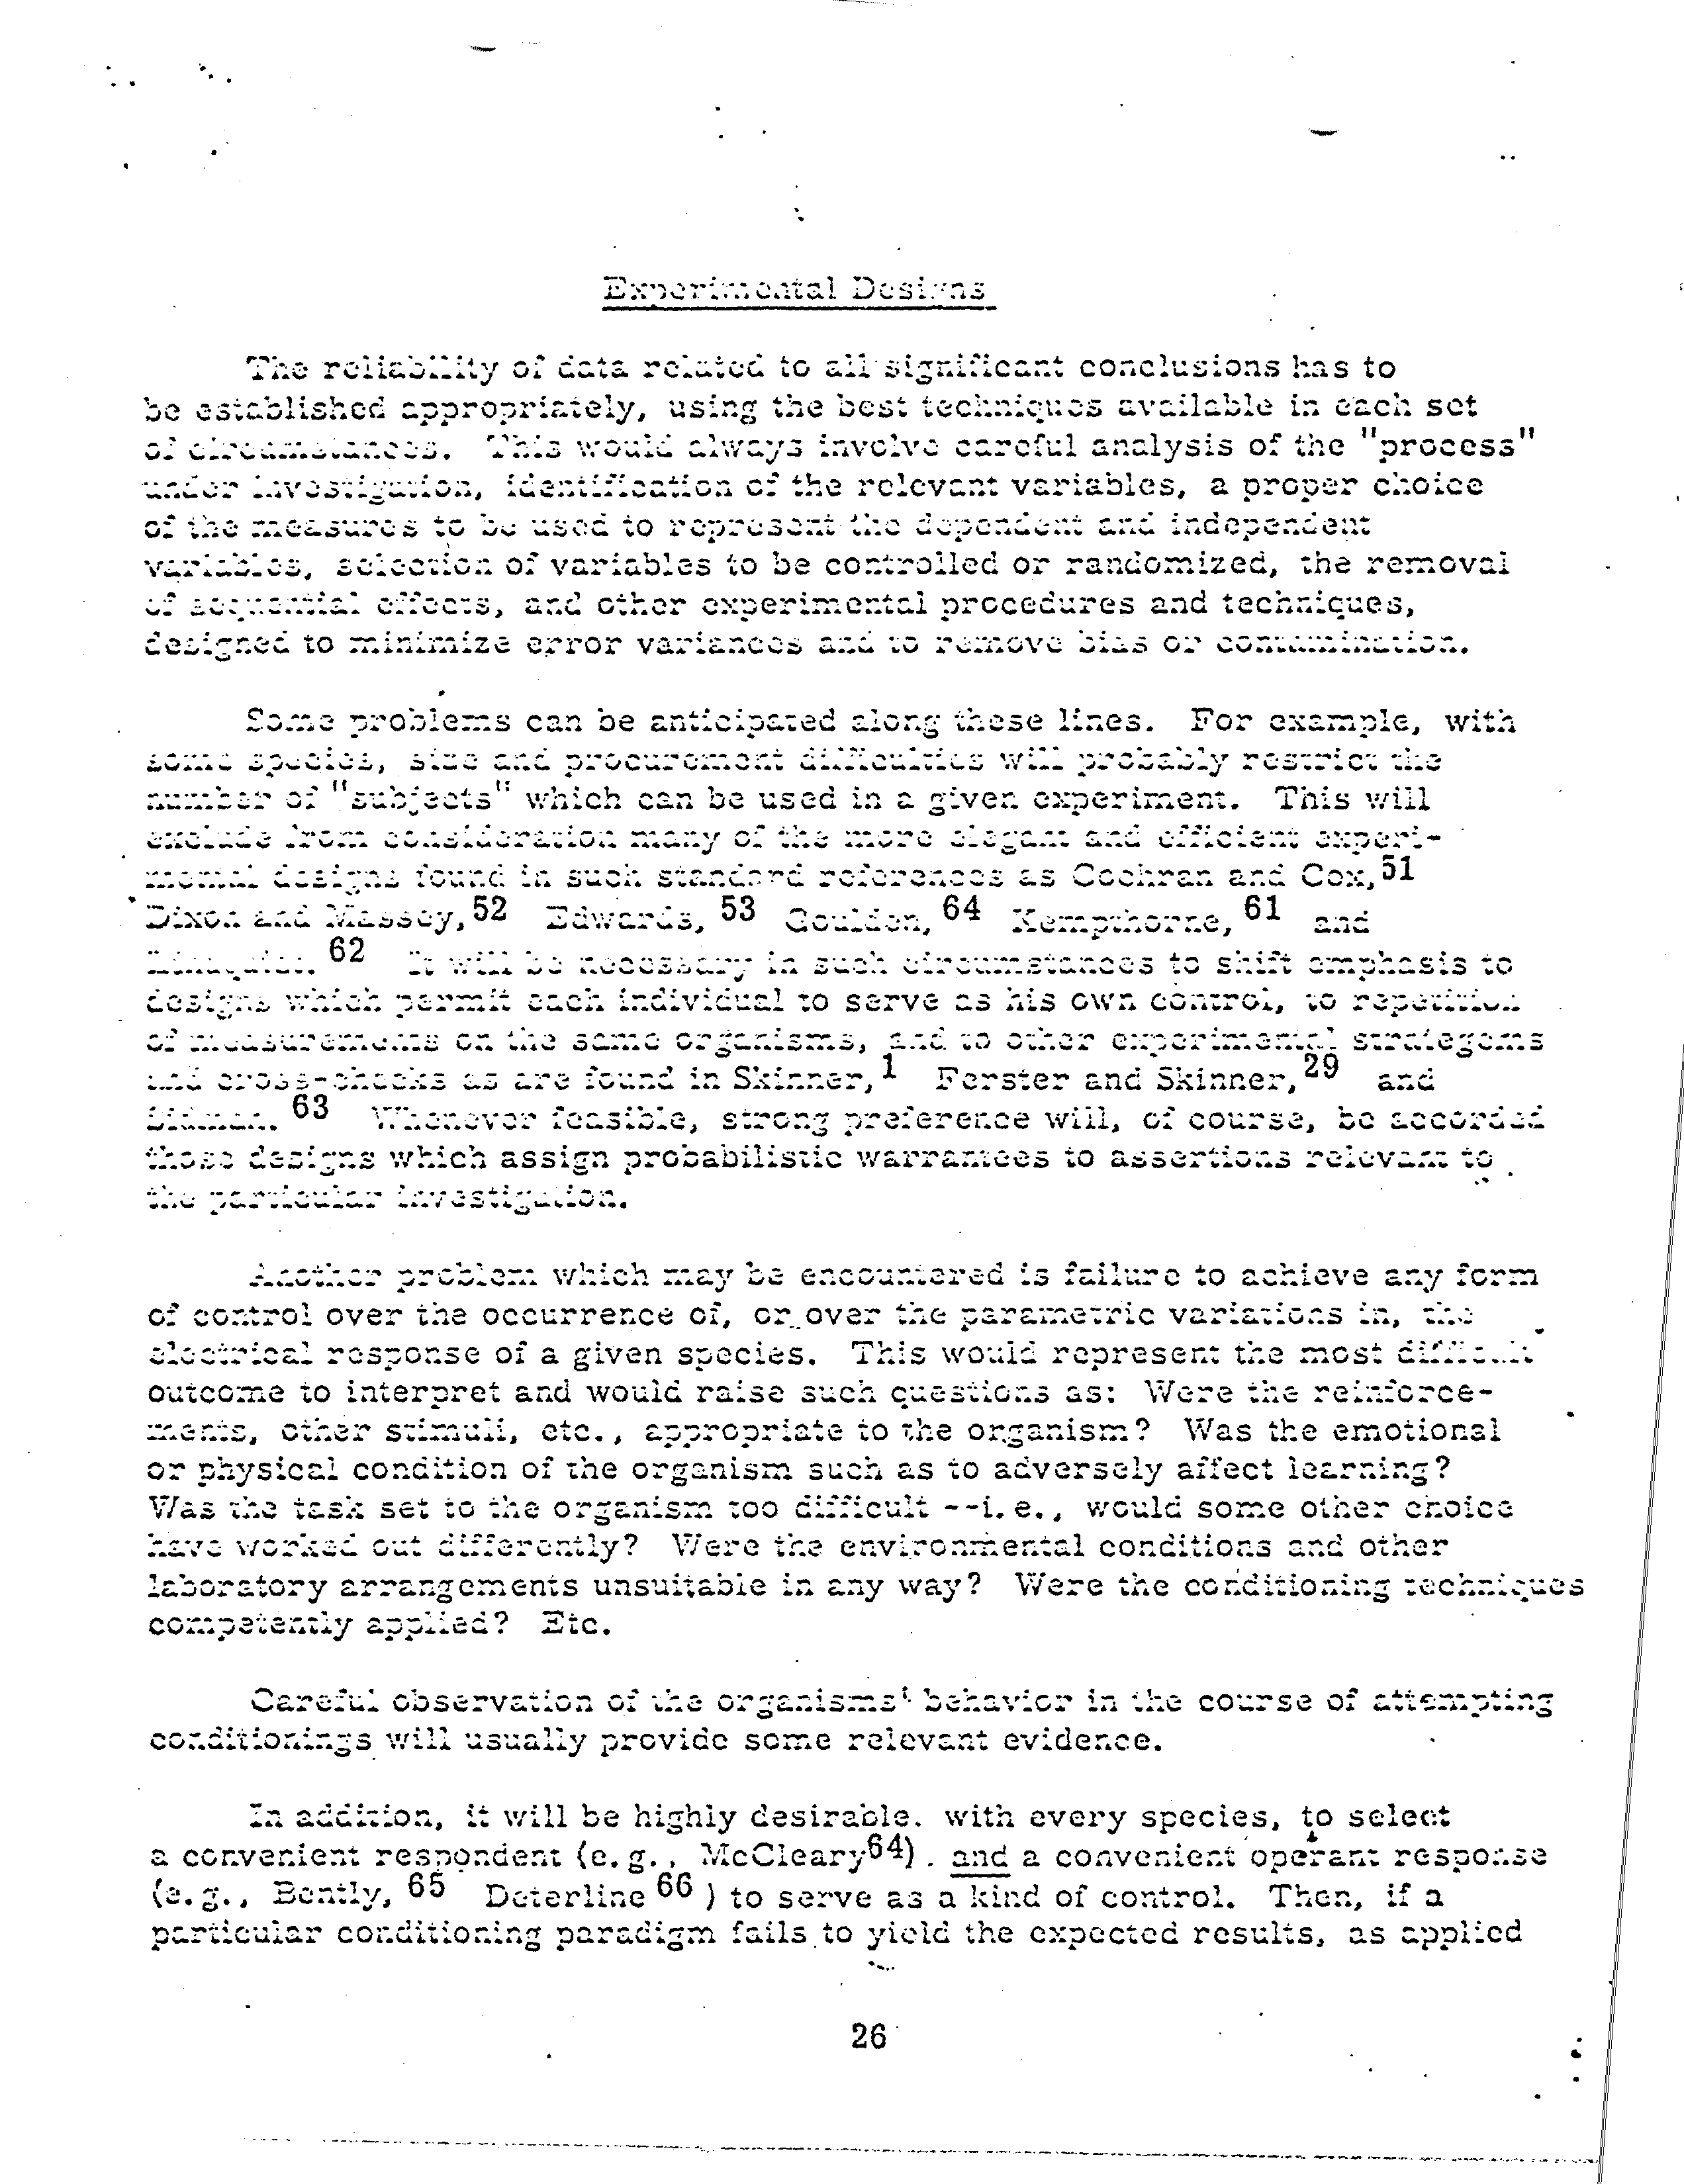 Experimental Designs
The reliability of data related to all significant conclusions has to
be established appropriately, using the best techniques available in each set
of circumstances. This would always involve careful analysis of the "process"
under investigation, identification of the relevant variables, a proper choice
of the measures to be used to represent the dependent and independent
variables, selection of variables to be controlled or randomized, the removal
of sequential effects, and other experimental procedures and techniques,
designed to minimize error variances and to remove bias or contamination.
Some problems can be anticipated along these lines. For example, with
some species, size and procurement difficulties will probably restrict the
number of "subjects" which can be used in a given experiment. This will
exclude from consideration many of the more elegant and efficient experi-
mental designs found in such standard references as Cochran and Cox,51
Dixon and Massey,52 Edwards, 53 Goulden, 64 Kempthorne, 61 and
Lindquist. 62 It will be necessary in such circumstances to shift emphasis to
designs which permit each individual to serve as his own control, to repetition
of measurements on the same organisms, and to other experimental strategems
and cross-checks as are found in Skinner,1 Ferster and Skinner,29 and
Sidman. 63 Whenever feasible, strong preference will, of course, be accorded
those designs which assign probabilistic warrantees to assertions relevant to
the particular investigation.
Another problem which may be encountered is failure to achieve any form
of control over the occurrence of, or over the parametric variations in, the
electrical response of a given species. This would represent the most difficult
outcome to interpret and would raise such questions as: Were the reinforce-
ments, other stimuli, etc., appropriate to the organism? Was the emotional
or physical condition of the organism such as to adversely affect learning?
Was the task set to the organism too difficult --i. e., would some other choice
have worked out differently? Were the environmental conditions and other
laboratory arrangements unsuitable in any way? Were the conditioning techniques
competently applied? Etc.
Careful observation of the organisms' behavior in the course of attempting
conditionings will usually provide some relevant evidence.
In addition, it will be highly desirable, with every species, to select
a convenient respondent (e. g., McCleary64), and a convenient operant response
(e. g., Bently, 65 Deterline 66 ) to serve as a kind of control. Then, if a
particular conditioning paradigm fails to yield the expected results, as applied
26